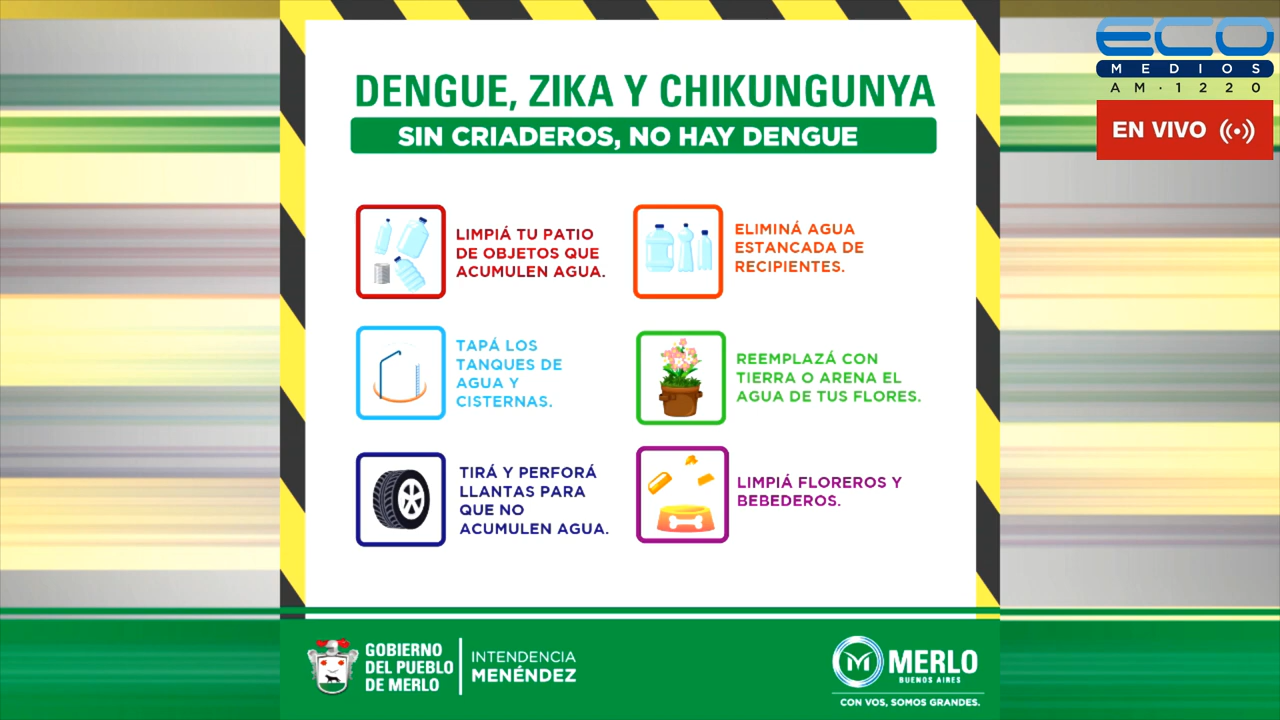 DENGUE, ZIKA Y CHIKUNGUNYA
SIN CRIADEROS, NO HAY DENGUE
LIMPIÁ TU PATIO
DE OBJETOS QUE
ACUMULEN AGUA.
ELIMINÁ AGUA
ESTANCADA DE
RECIPIENTES.
TAPÁ LOS
TANQUES DE
AGUA Y
CISTERNAS.
REEMPLAZÁ CON
TIERRA O ARENA EL
AGUA DE TUS FLORES.
TIRÁ Y PERFORÁ
LLANTAS PARA
QUE NO
ACUMULEN AGUA.
LIMPIÁ FLOREROS Y
BEBEDEROS.
GOBIERNO
DEL PUEBLO
DE MERLO
INTENDENCIA
MENÉNDEZ
M MERLO
BUENOS AIRES
CON VOS, SOMOS GRANDES.
ECO
MEDIOS
AM·1220
EN VIVO